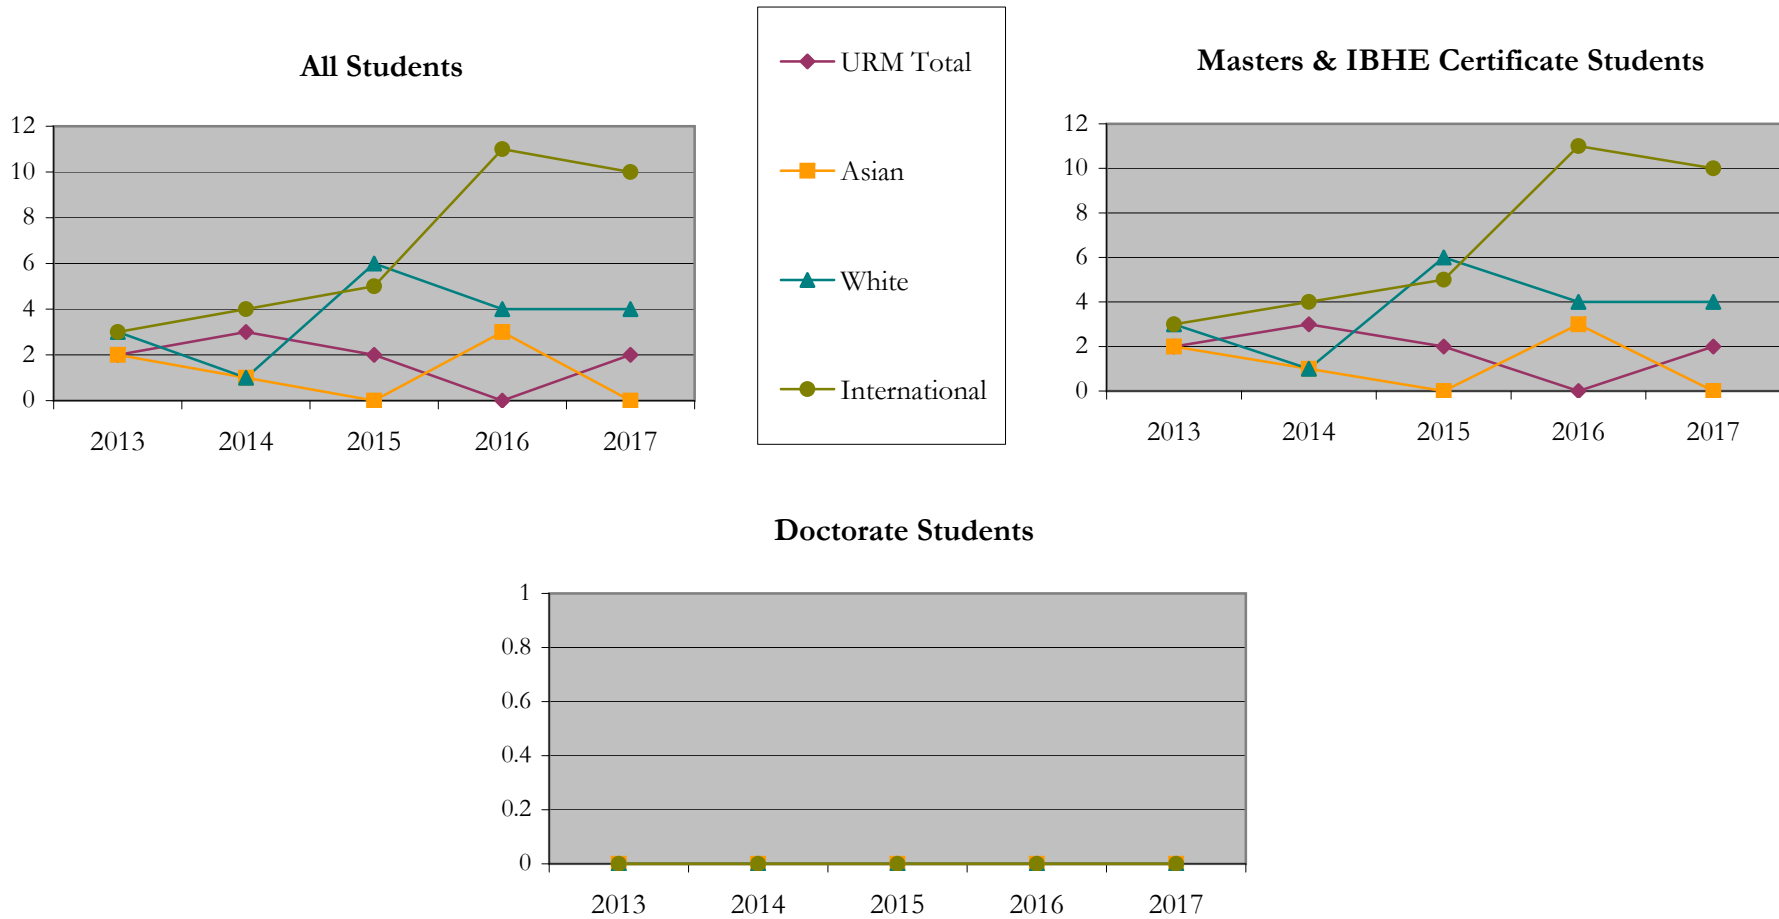 All Students
12
10
8
6
4
2
0
2013 2014 2015 2016 2017
URM Total
Asian
White
International
Masters & IBHE Certificate Students
12
10
8
6
4
2
0
2013 2014 2015 2016 2017
Doctorate Students
1
0.8
0.6
0.4
0.2
0
2013 2014 2015 2016 2017